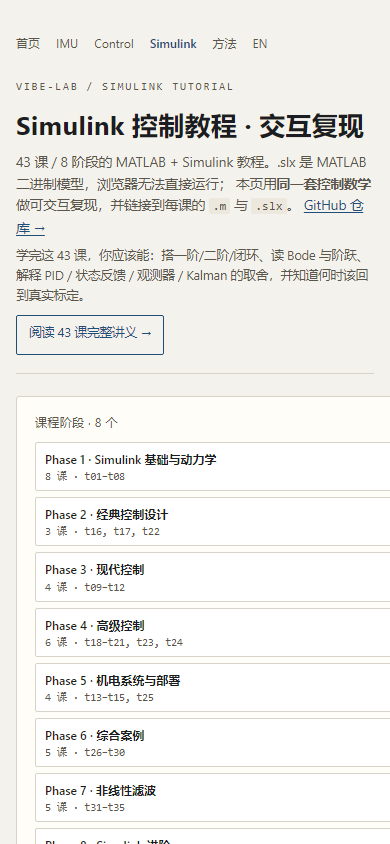 首页 IMU Control Simulink 方法 EN
VIBE-LAB / SIMULINK TUTORIAL
Simulink 控制教程 · 交互复现
43 课 / 8 阶段的 MATLAB + Simulink 教程。.slx 是 MATLAB
二进制模型，浏览器无法直接运行； 本页用同一套控制数学
做可交互复现，并链接到每课的 .m 与 .slx 。 GitHub 仓
库 →
学完这 43 课，你应该能：搭一阶/二阶闭环、读 Bode 与阶跃、
解释 PID / 状态反馈 / 观测器 / Kalman 的取舍，并知道何时该回
到真实标定。
阅读 43 课完整讲义 →
课程阶段 · 8 个
Phase 1 · Simulink 基础与动力学
8 课 · t01–t08
Phase 2 · 经典控制设计
3 课 · t16, t17, t22
Phase 3 · 现代控制
4 课 · t09–t12
Phase 4 · 高级控制
6 课 · t18–t21, t23, t24
Phase 5 · 机电系统与部署
4 课 · t13–t15, t25
Phase 6 · 综合案例
5 课 · t26–t30
Phase 7 · 非线性滤波
5 课 · t31–t35
Phase 8 · Simulink 进阶